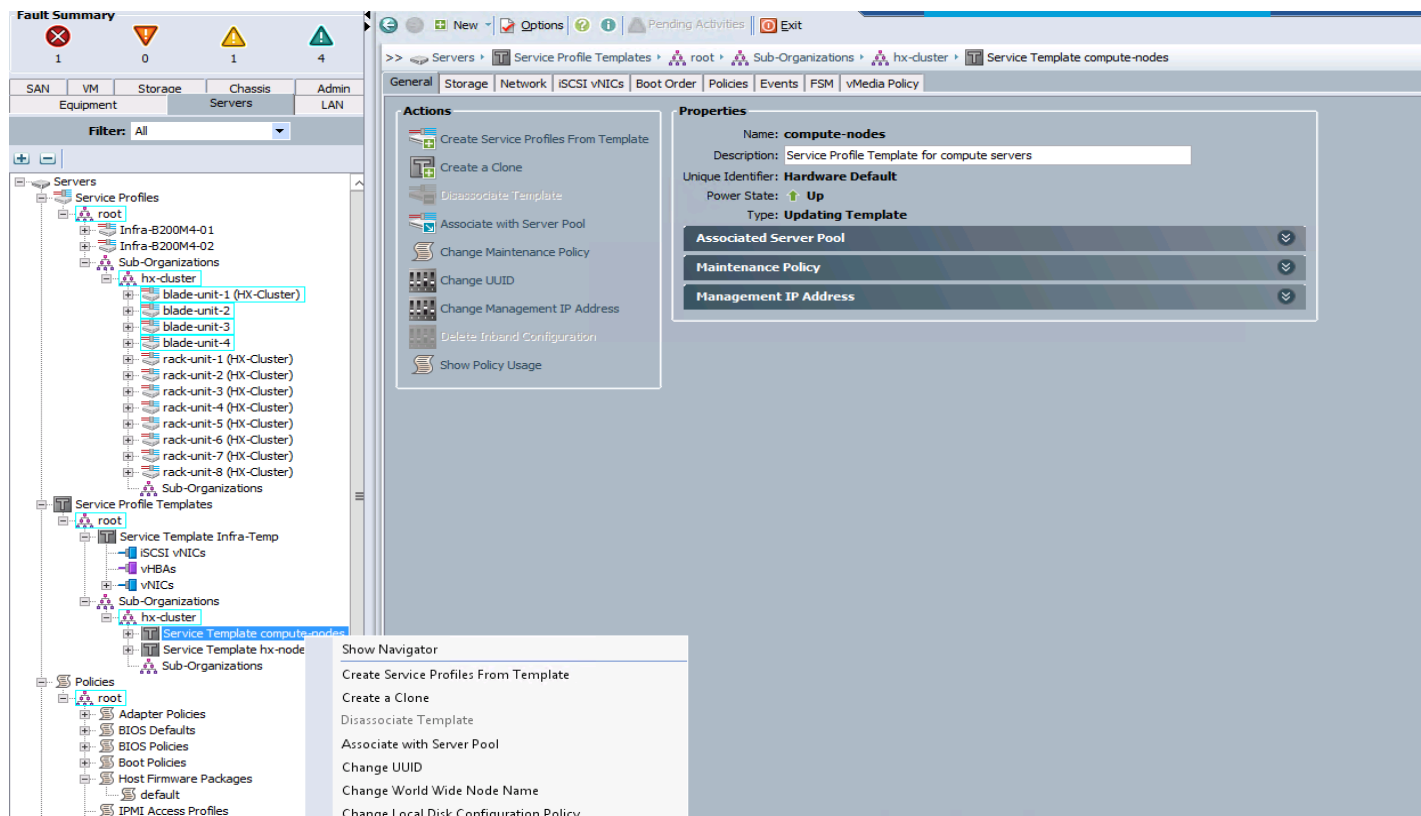 Fault Summary
1 0 1 4
SAN VM Storage Chassis Admin
Equipment Servers LAN
Filter: All
Servers
Service Profiles
root
Infra-B200M4-01
Infra-B200M4-02
Sub-Organizations
hx-cluster
blade-unit-1 (HX-Cluster)
blade-unit-2
blade-unit-3
blade-unit-4
rack-unit-1 (HX-Cluster)
rack-unit-2 (HX-Cluster)
rack-unit-3 (HX-Cluster)
rack-unit-4 (HX-Cluster)
rack-unit-5 (HX-Cluster)
rack-unit-6 (HX-Cluster)
rack-unit-7 (HX-Cluster)
rack-unit-8 (HX-Cluster)
Sub-Organizations
Service Profile Templates
root
Service Template Infra-Temp
iSCSI vNICs
vHBAs
vNICs
Sub-Organizations
hx-cluster
Service Template compute-nodes
Service Template hx-node
Sub-Organizations
Policies
root
Adapter Policies
BIOS Defaults
BIOS Policies
Boot Policies
Host Firmware Packages
default
IPMI Access Profiles
New Options Pending Activities Exit
>> Servers Service Profile Templates root Sub-Organizations hx-cluster Service Template compute-nodes
General Storage Network iSCSI vNICs Boot Order Policies Events FSM vMedia Policy
Actions
Create Service Profiles From Template
Create a Clone
Disassociate Template
Associate with Server Pool
Change Maintenance Policy
Change UUID
Change Management IP Address
Delete Inband Configuration
Show Policy Usage
Properties
Name: compute-nodes
Description: Service Profile Template for compute servers
Unique Identifier: Hardware Default
Power State: Up
Type: Updating Template
Associated Server Pool
Maintenance Policy
Management IP Address
Show Navigator
Create Service Profiles From Template
Create a Clone
Disassociate Template
Associate with Server Pool
Change UUID
Change World Wide Node Name
Change Local Disk Configuration Policy